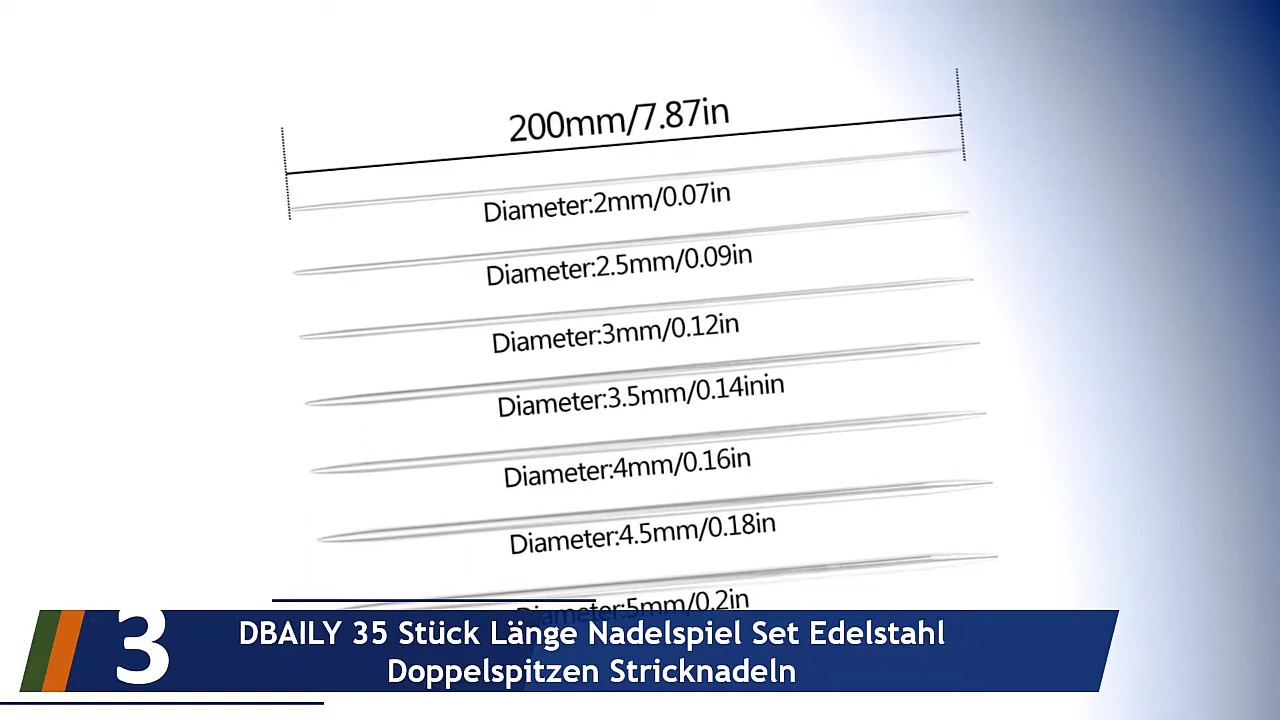 200mm/7.87in
Diameter:2mm/0.07in
Diameter:2.5mm/0.09in
Diameter:3mm/0.12in
Diameter:3.5mm/0.14inin
Diameter:4mm/0.16in
Diameter:4.5mm/0.18in
Diameter:5mm/0.2in
3
DBAILY 35 Stück Länge Nadelspiel Set Edelstahl
Doppelspitzen Stricknadeln